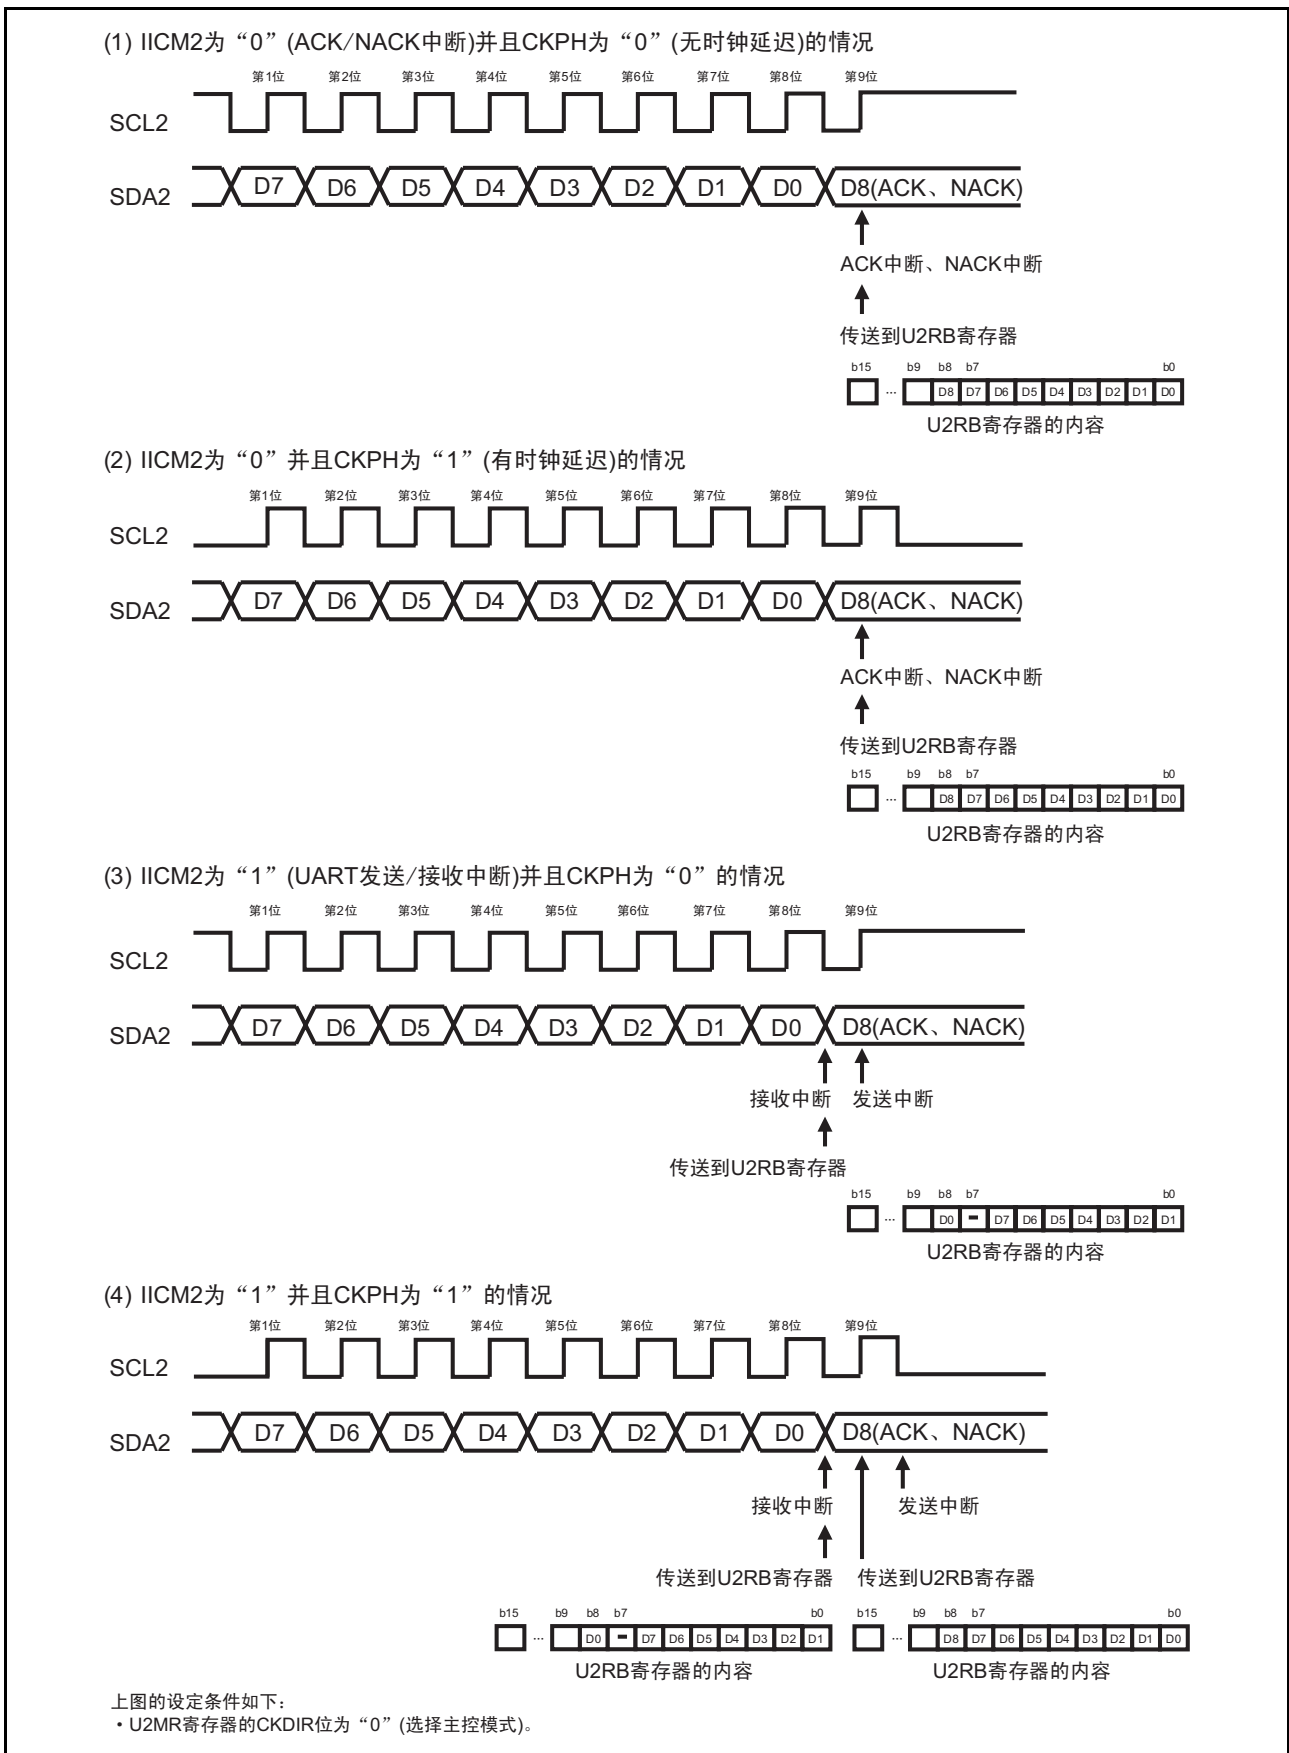 (1) IICM2为“0”(ACK/NACK中断)并且CKPH为“0”(无时钟延迟)的情况
第1位 第2位 第3位 第4位 第5位 第6位 第7位 第8位 第9位
SCL2
SDA2 D7 D6 D5 D4 D3 D2 D1 D0 D8(ACK、NACK)
ACK中断、NACK中断
传送到U2RB寄存器
b15 b9 b8 b7 b0
... D8 D7 D6 D5 D4 D3 D2 D1 D0
U2RB寄存器的内容
(2) IICM2为“0”并且CKPH为“1”(有时钟延迟)的情况
第1位 第2位 第3位 第4位 第5位 第6位 第7位 第8位 第9位
SCL2
SDA2 D7 D6 D5 D4 D3 D2 D1 D0 D8(ACK、NACK)
ACK中断、NACK中断
传送到U2RB寄存器
b15 b9 b8 b7 b0
... D8 D7 D6 D5 D4 D3 D2 D1 D0
U2RB寄存器的内容
(3) IICM2为“1”(UART发送/接收中断)并且CKPH为“0”的情况
第1位 第2位 第3位 第4位 第5位 第6位 第7位 第8位 第9位
SCL2
SDA2 D7 D6 D5 D4 D3 D2 D1 D0 D8(ACK、NACK)
接收中断 发送中断
传送到U2RB寄存器
b15 b9 b8 b7 b0
... D0 - D7 D6 D5 D4 D3 D2 D1
U2RB寄存器的内容
(4) IICM2为“1”并且CKPH为“1”的情况
第1位 第2位 第3位 第4位 第5位 第6位 第7位 第8位 第9位
SCL2
SDA2 D7 D6 D5 D4 D3 D2 D1 D0 D8(ACK、NACK)
接收中断 发送中断
传送到U2RB寄存器 传送到U2RB寄存器
b15 b9 b8 b7 b0 b15 b9 b8 b7 b0
... D0 - D7 D6 D5 D4 D3 D2 D1 ... D8 D7 D6 D5 D4 D3 D2 D1 D0
U2RB寄存器的内容 U2RB寄存器的内容
上图的设定条件如下：
・U2MR寄存器的CKDIR位为“0”(选择主控模式)。